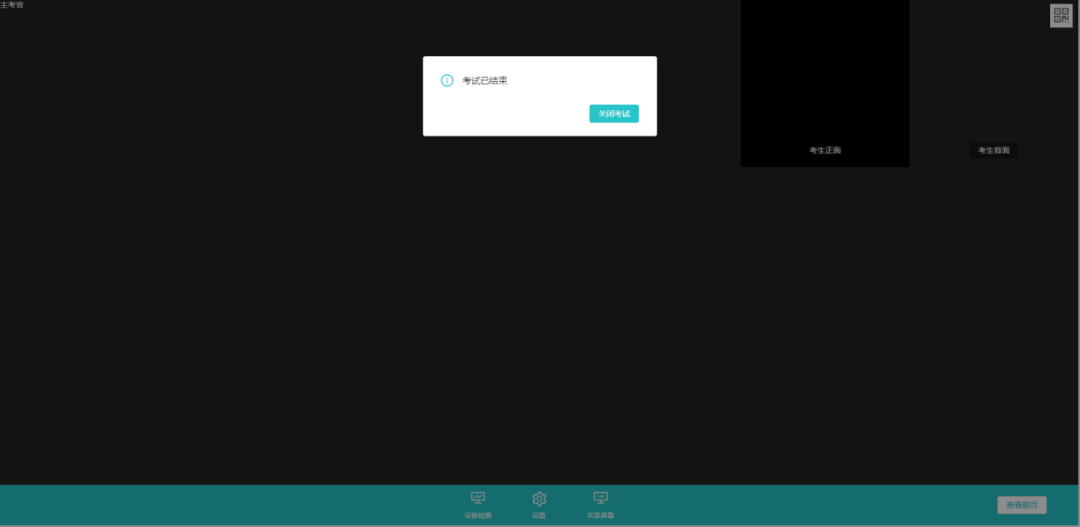 主考官
考试已结束
关闭考试
考生正面
考生背面
设备检测
设置
共享屏幕
查看题目